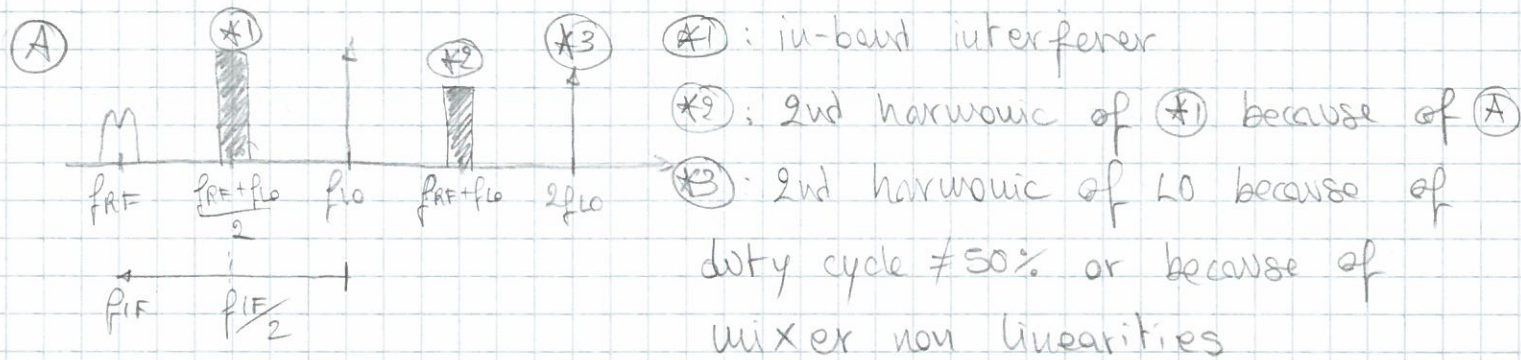 A
*1
*2
*3
fRF
fRF+fLO
2
fLO
fRF+fLO
2fLO
fIF
fIF/2
*1 : in-band interferer
*2 : 2nd harmonic of *1 because of A
*3 : 2nd harmonic of LO because of
duty cycle ≠ 50% or because of
mixer non linearities